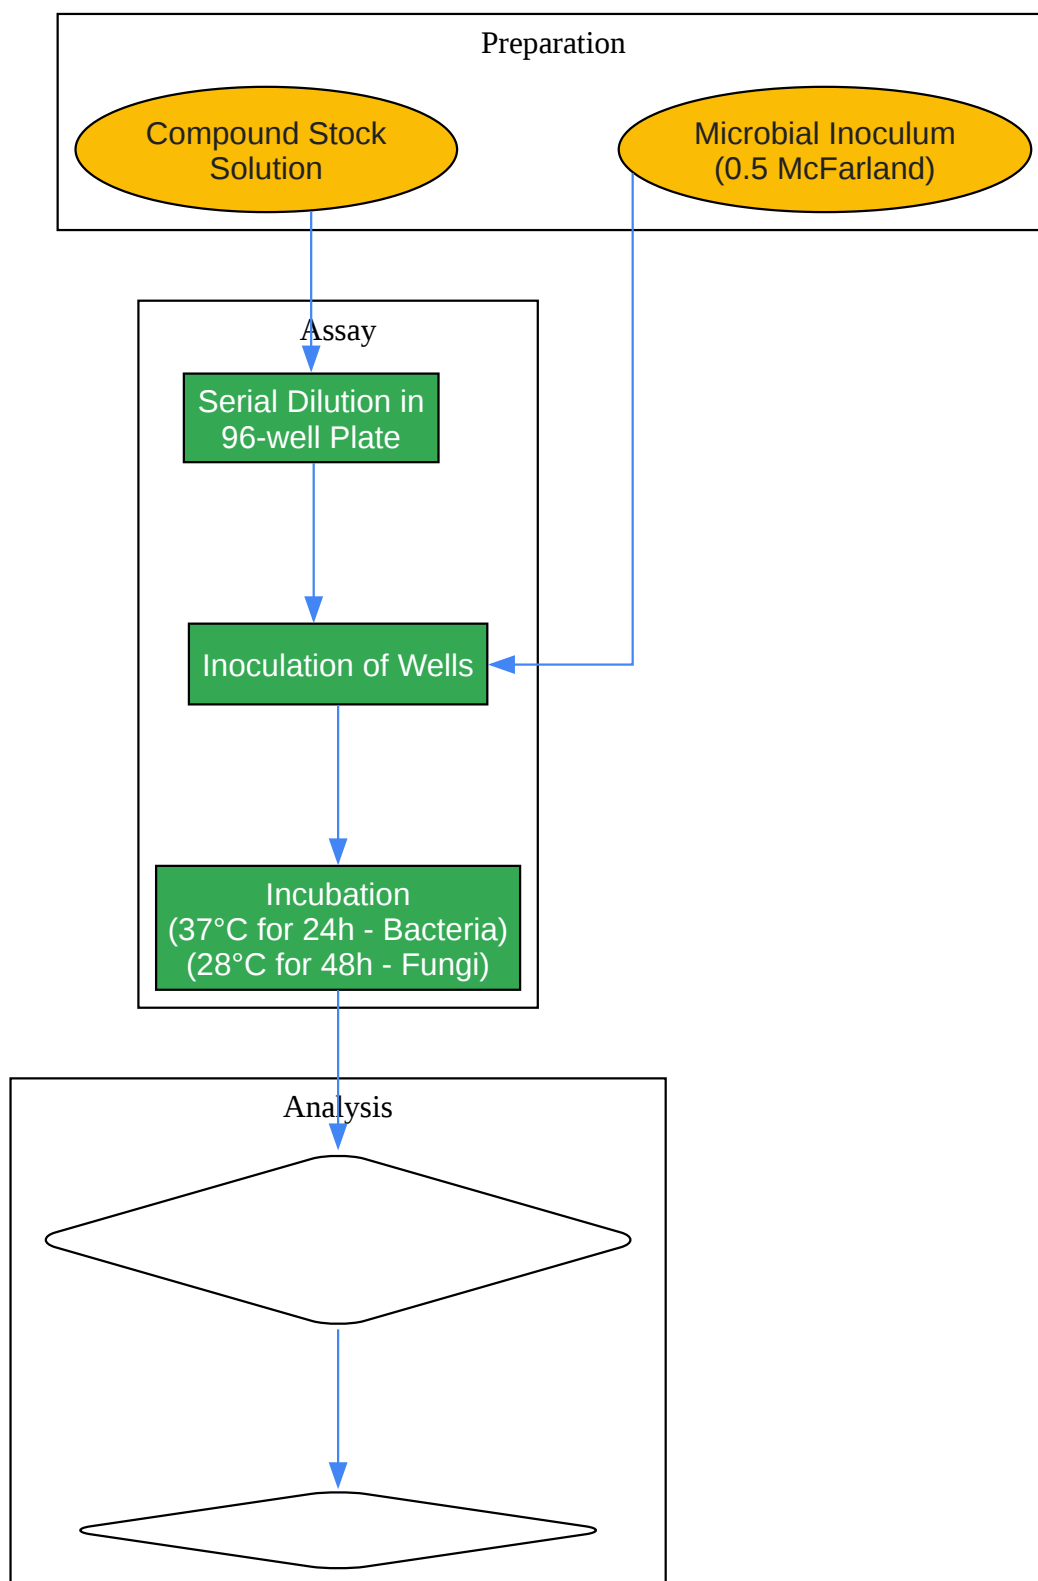 Preparation
Compound Stock
Solution
Microbial Inoculum
(0.5 McFarland)
Assay
Serial Dilution in
96-well Plate
Inoculation of Wells
Incubation
(37°C for 24h - Bacteria)
(28°C for 48h - Fungi)
Analysis